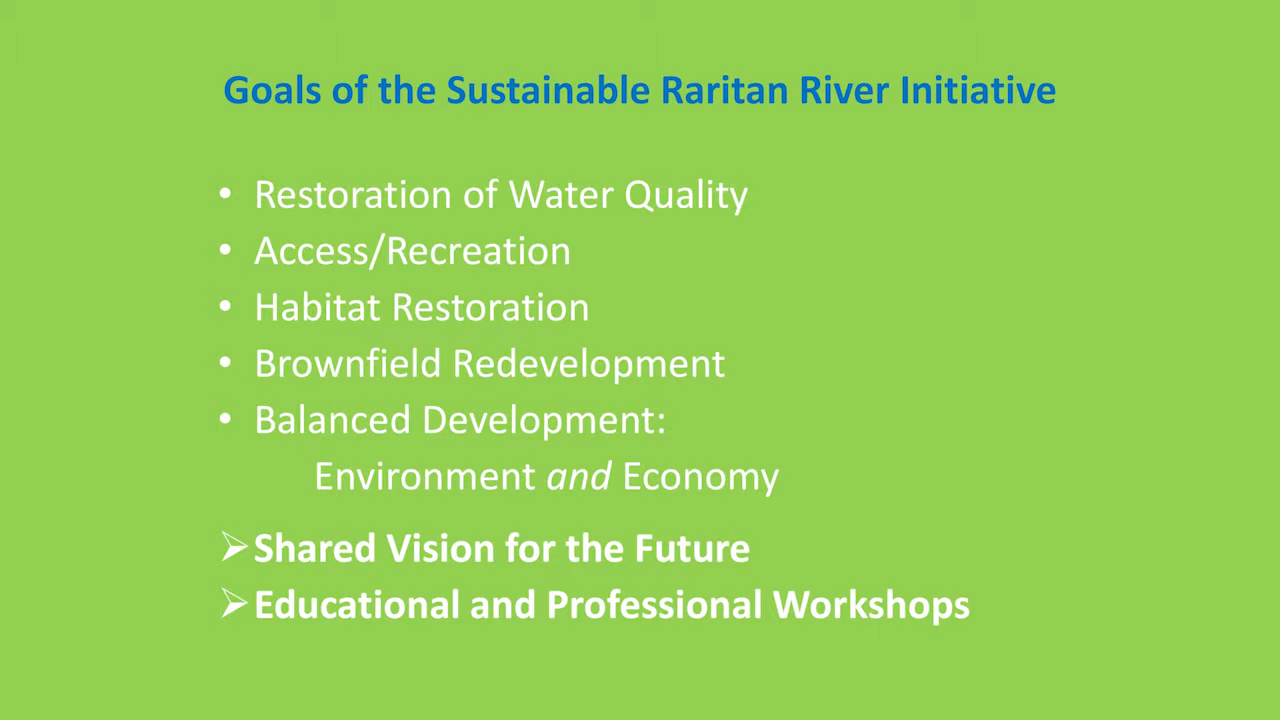 Goals of the Sustainable Raritan River Initiative
• Restoration of Water Quality
• Access/Recreation
• Habitat Restoration
• Brownfield Redevelopment
• Balanced Development:
Environment and Economy
➢ Shared Vision for the Future
➢ Educational and Professional Workshops